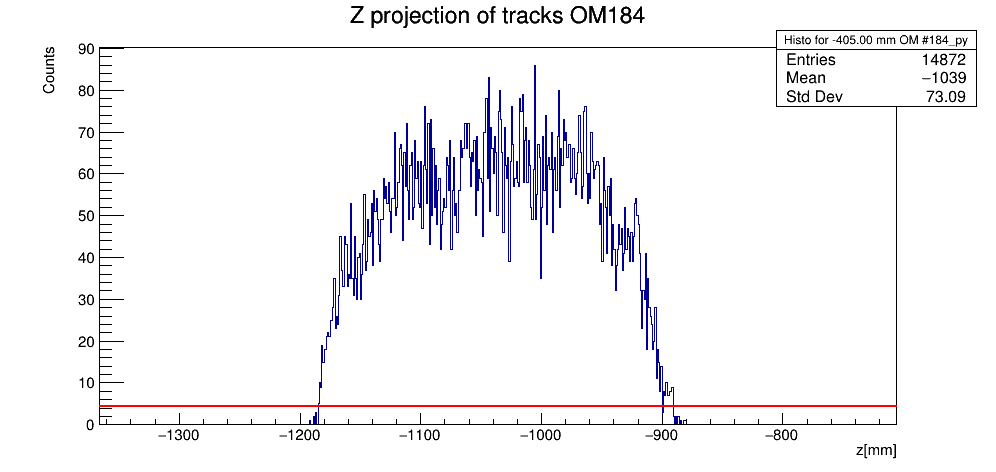 Z projection of tracks OM184
Histo for -405.00 mm OM #184_py
Entries 14872
Mean −1039
Std Dev 73.09
Counts
90
80
70
60
50
40
30
20
10
0
−1300 −1200 −1100 −1000 −900 −800
z[mm]